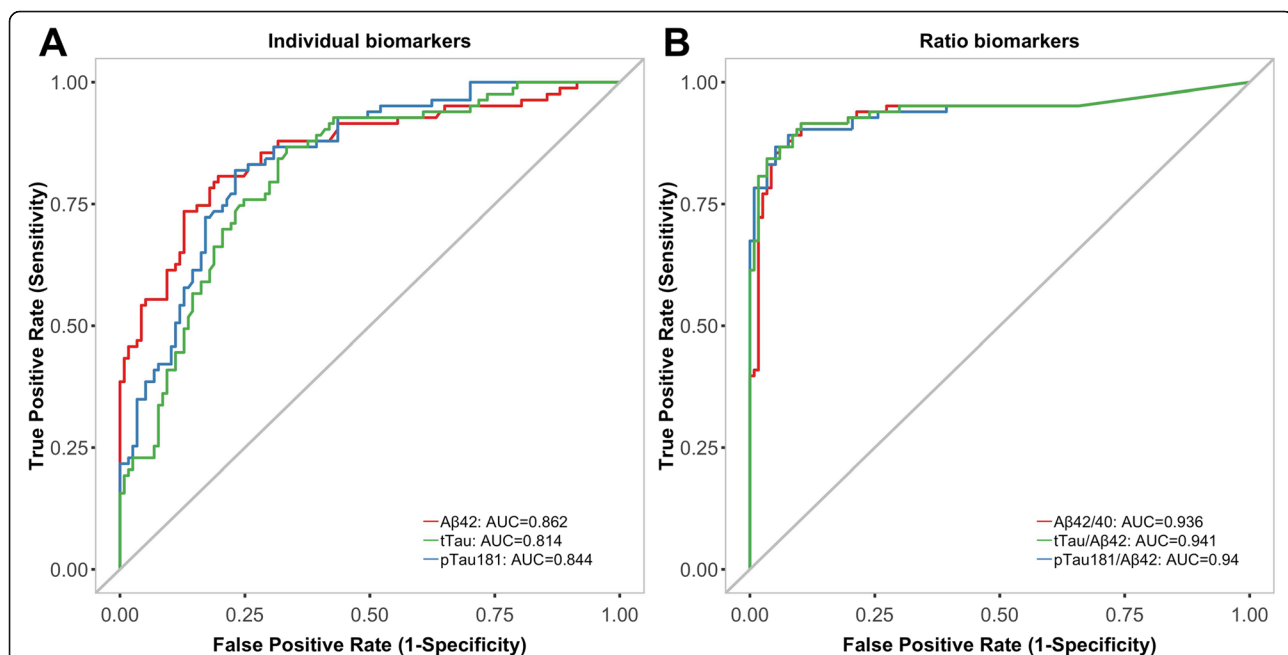 A
Individual biomarkers
True Positive Rate (Sensitivity)
1.00
0.75
0.50
0.25
0.00
Aβ42: AUC=0.862
tTau: AUC=0.814
pTau181: AUC=0.844
0.00 0.25 0.50 0.75 1.00
False Positive Rate (1-Specificity)
B
Ratio biomarkers
True Positive Rate (Sensitivity)
1.00
0.75
0.50
0.25
0.00
Aβ42/40: AUC=0.936
tTau/Aβ42: AUC=0.941
pTau181/Aβ42: AUC=0.94
0.00 0.25 0.50 0.75 1.00
False Positive Rate (1-Specificity)